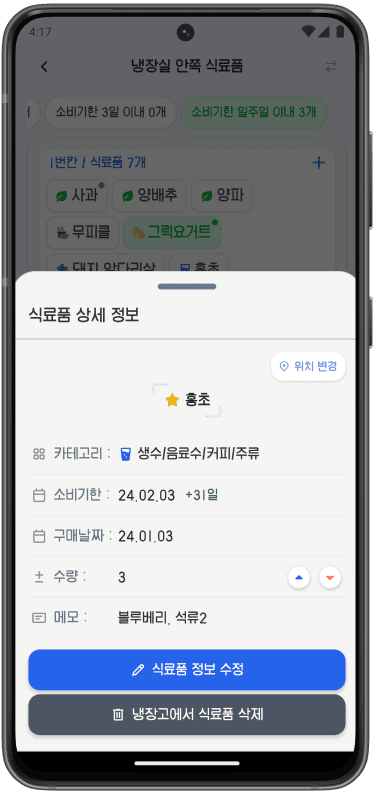 4:17
냉장실 안쪽 식료품
소비기한 3일 이내 0개
소비기한 일주일 이내 3개
1번칸 / 식료품 7개
사과
양배추
양파
무피클
그릭요거트
돼지 앞다리살
홍초
식료품 상세 정보
위치 변경
홍초
카테고리 : 생수/음료수/커피/주류
소비기한 : 24.02.03 +31일
구매날짜 : 24.01.03
수량 : 3
메모 : 블루베리, 석류2
식료품 정보 수정
냉장고에서 식료품 삭제